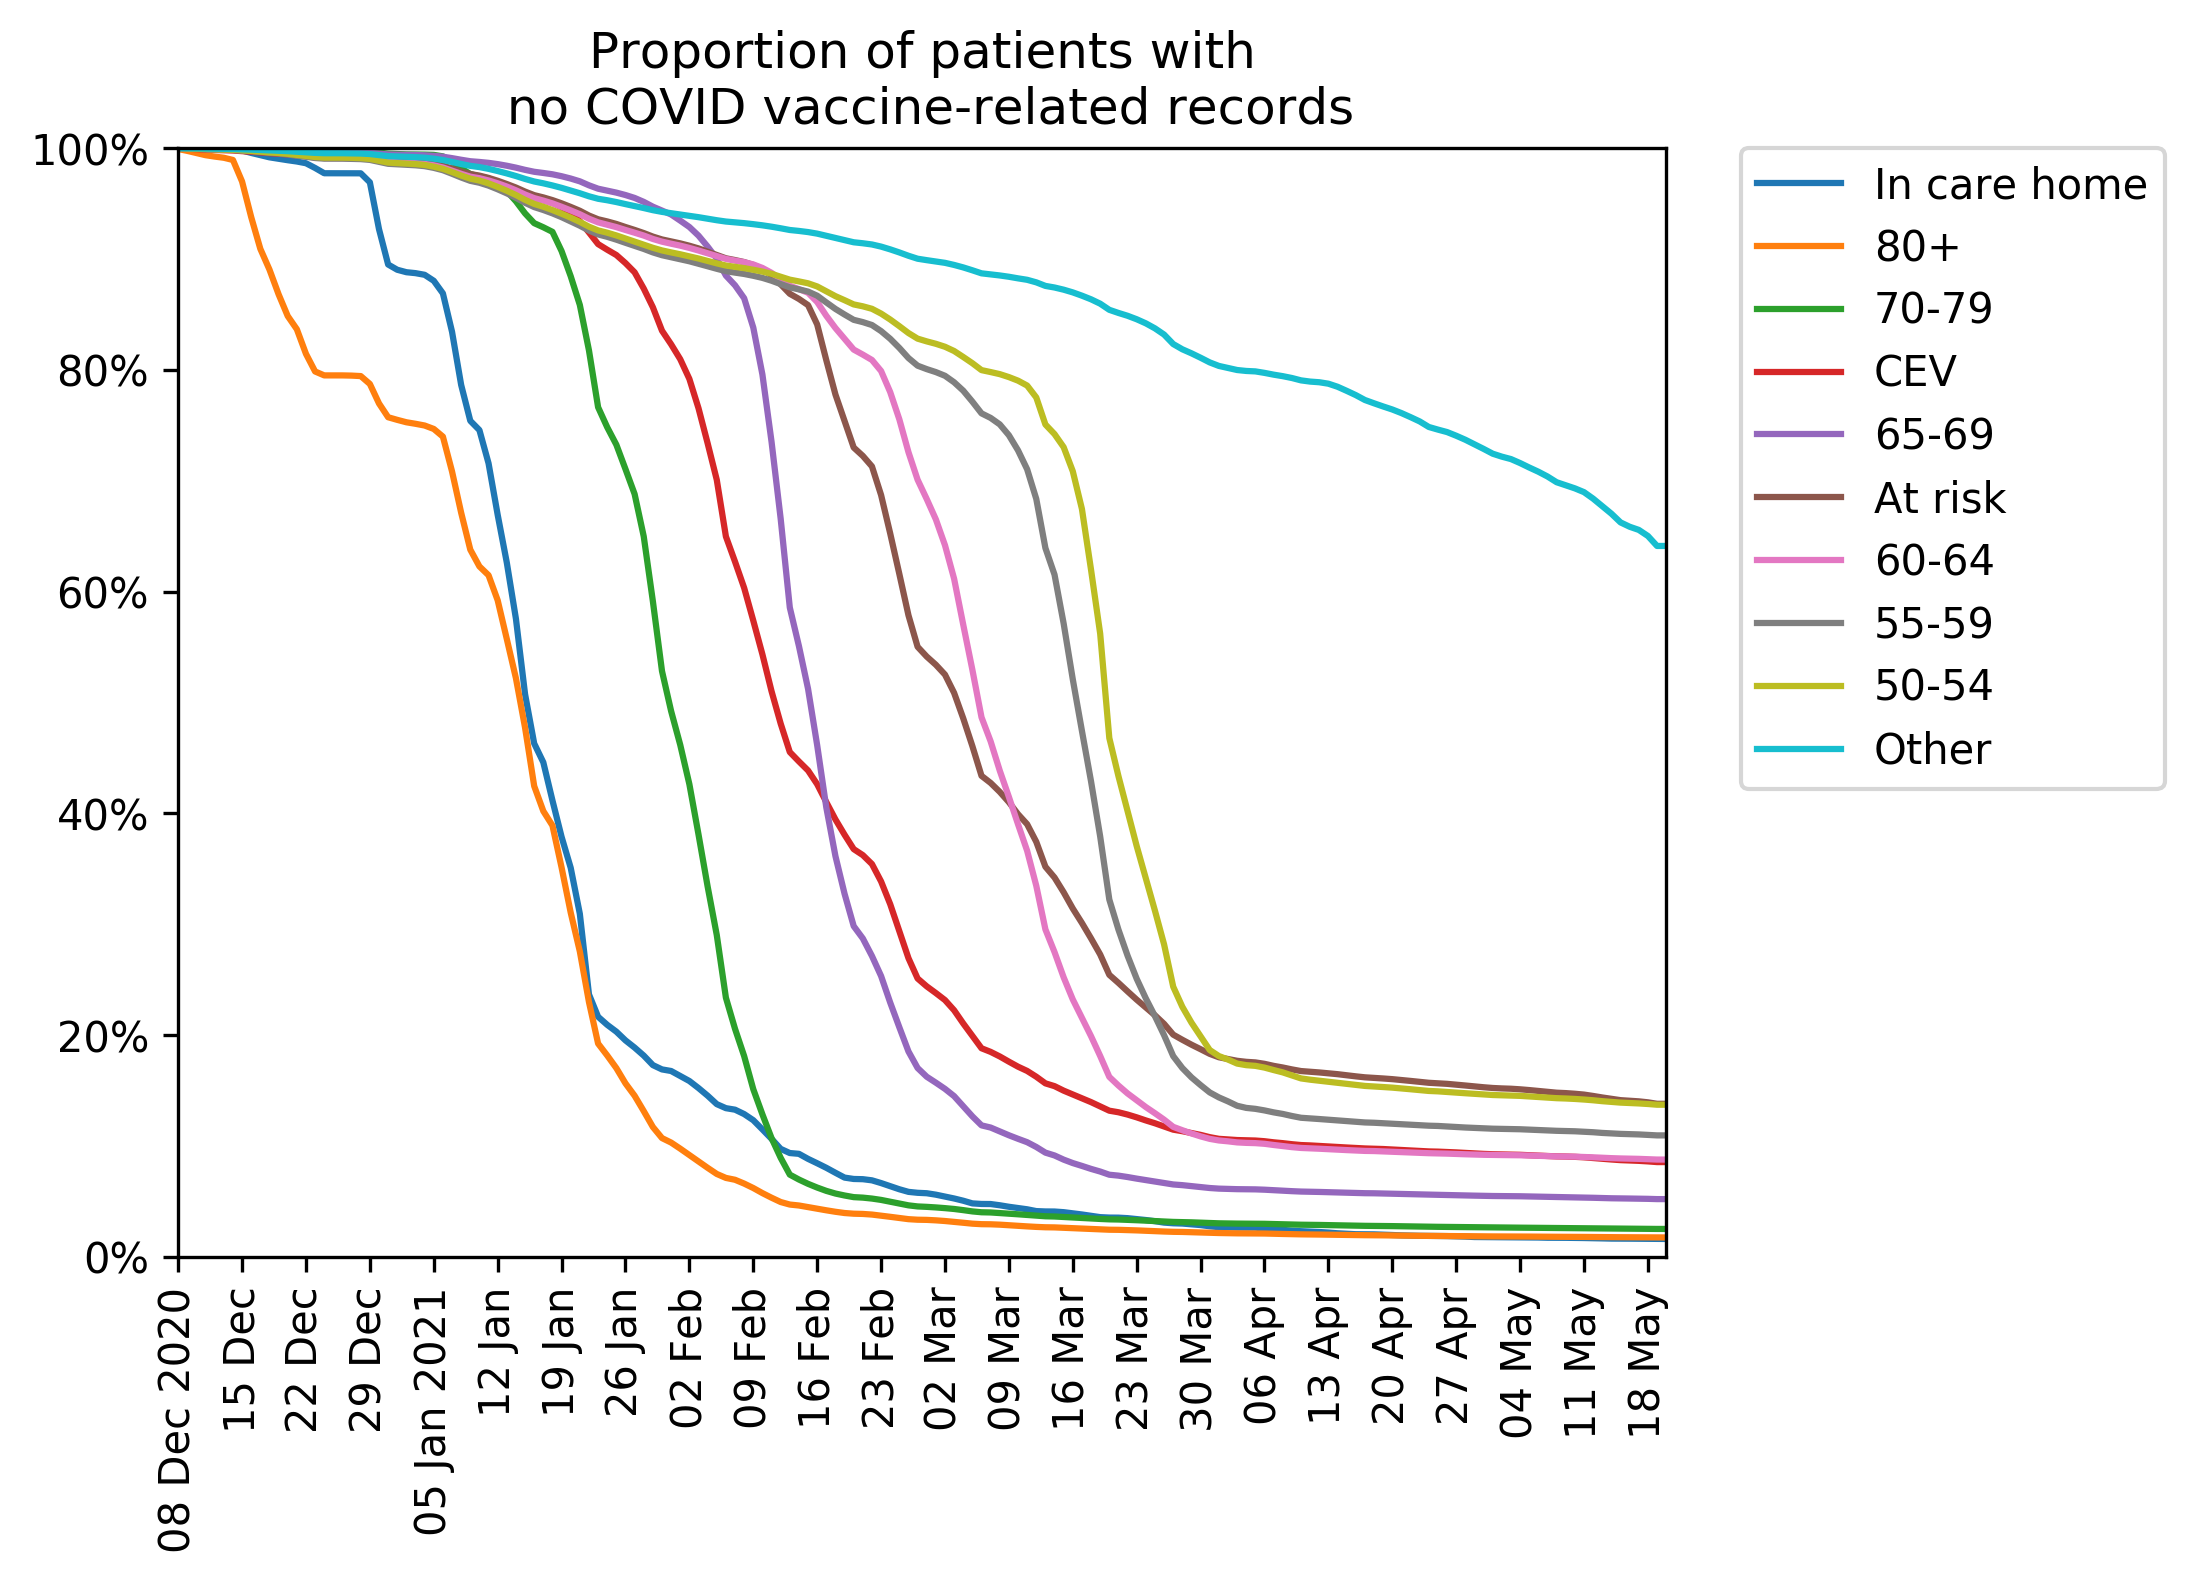 Proportion of patients with
no COVID vaccine-related records
100%
80%
60%
40%
20%
0%
08 Dec 2020
15 Dec
22 Dec
29 Dec
05 Jan 2021
12 Jan
19 Jan
26 Jan
02 Feb
09 Feb
16 Feb
23 Feb
02 Mar
09 Mar
16 Mar
23 Mar
30 Mar
06 Apr
13 Apr
20 Apr
27 Apr
04 May
11 May
18 May
In care home
80+
70-79
CEV
65-69
At risk
60-64
55-59
50-54
Other